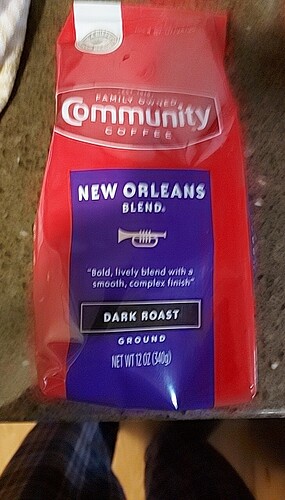 FAMILY OWNED
Community
COFFEE
NEW ORLEANS
BLEND®
"Bold, lively blend with a
smooth, complex finish"
DARK ROAST
GROUND
NET WT 12 OZ (340g)